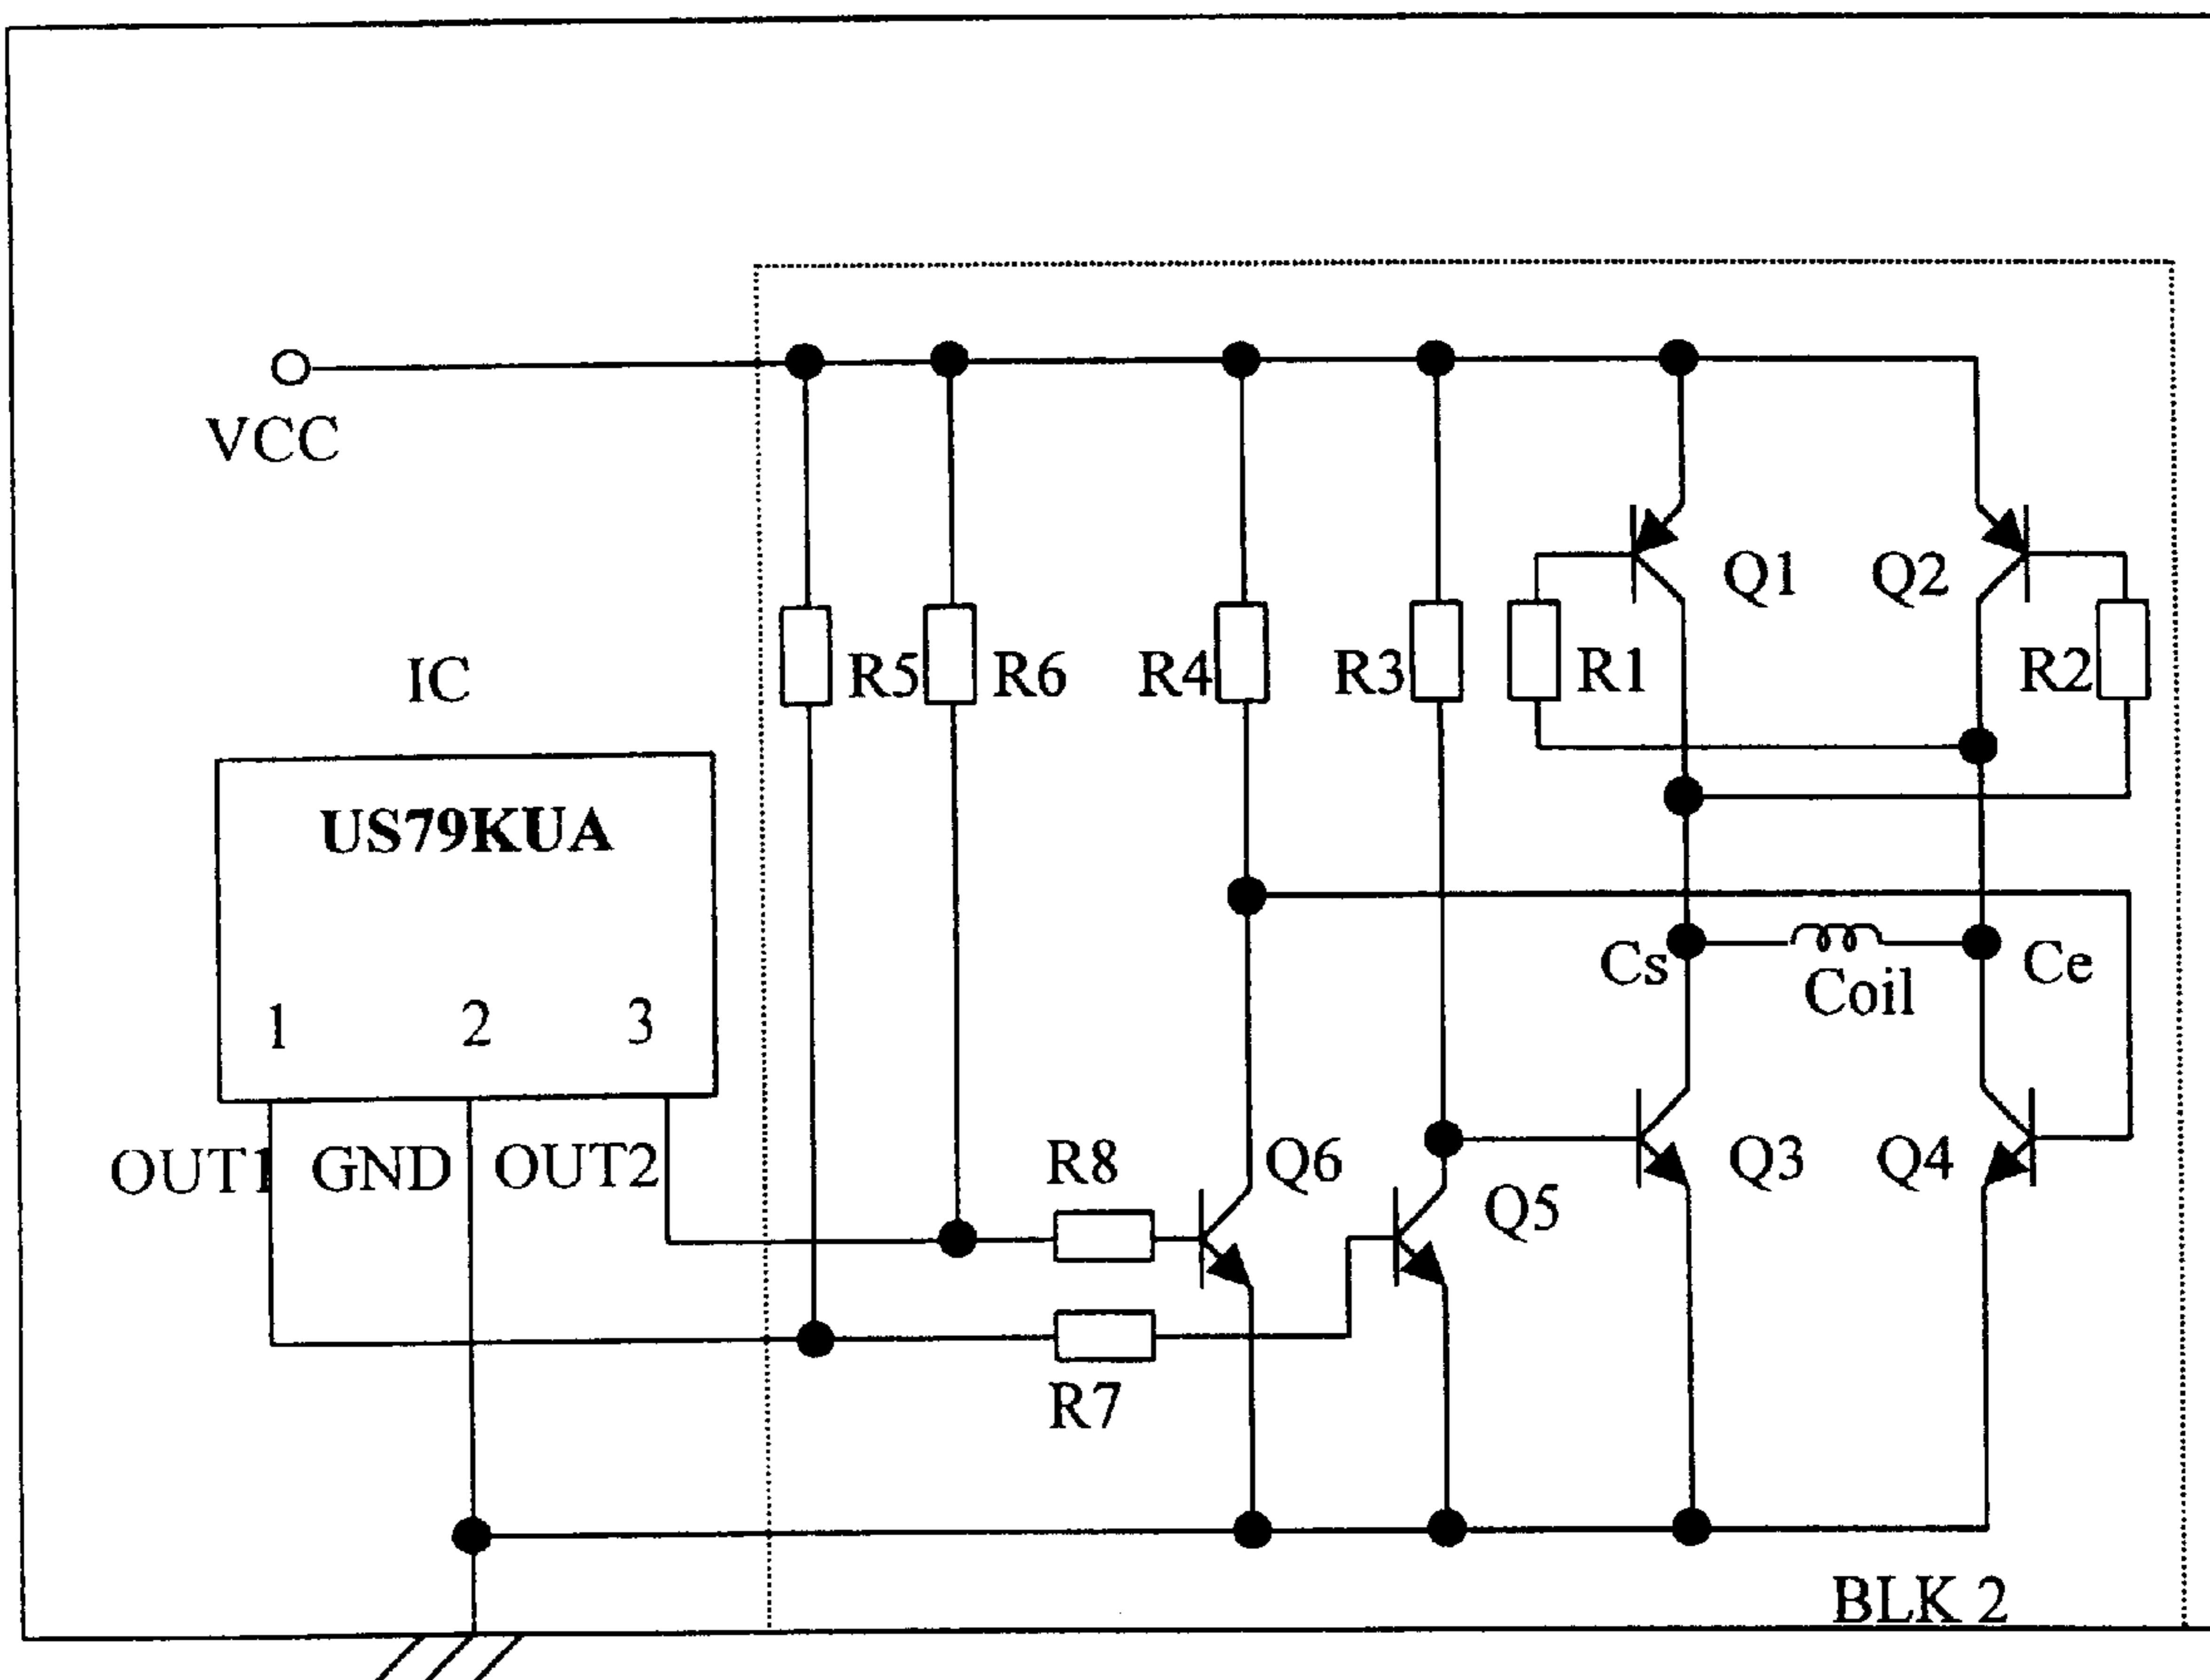 VCC
Q1 Q2
IC
R5 R6 R4 R3 R1 R2
US79KUA
Cs Ce
Coil
1 2 3
OUT1 GND OUT2 R8 Q6 Q3 Q4
Q5
R7
BLK 2